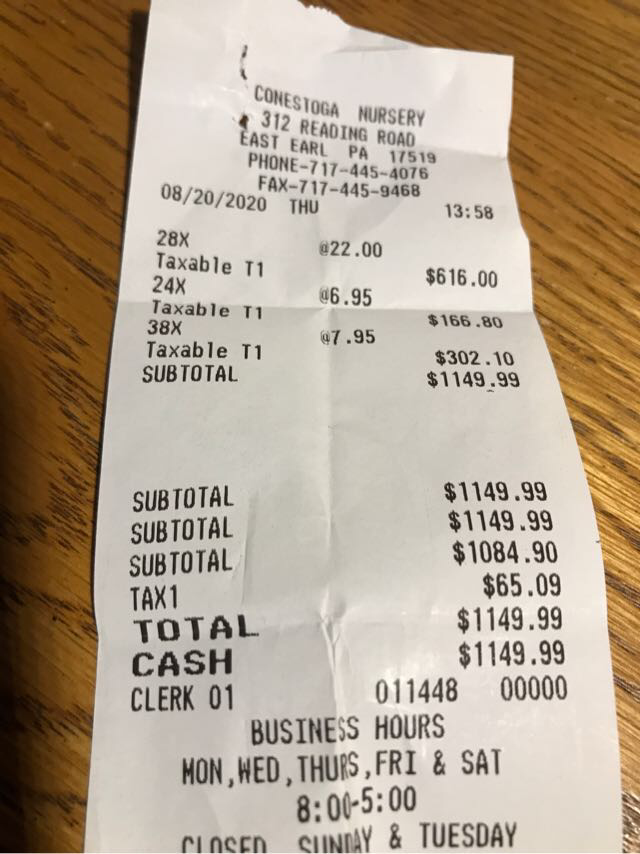 CONESTOGA NURSERY
312 READING ROAD
EAST EARL PA 17519
PHONE-717-445-4076
FAX-717-445-9468
08/20/2020 THU 13:58
28X @22.00
Taxable T1 $616.00
24X @6.95
Taxable T1 $166.80
38X @7.95
Taxable T1 $302.10
SUBTOTAL $1149.99
SUBTOTAL $1149.99
SUBTOTAL $1149.99
SUBTOTAL $1084.90
TAX1 $65.09
TOTAL $1149.99
CASH $1149.99
CLERK 01 011448 00000
BUSINESS HOURS
MON,WED,THURS,FRI & SAT
8:00-5:00
CLOSED SUNDAY & TUESDAY